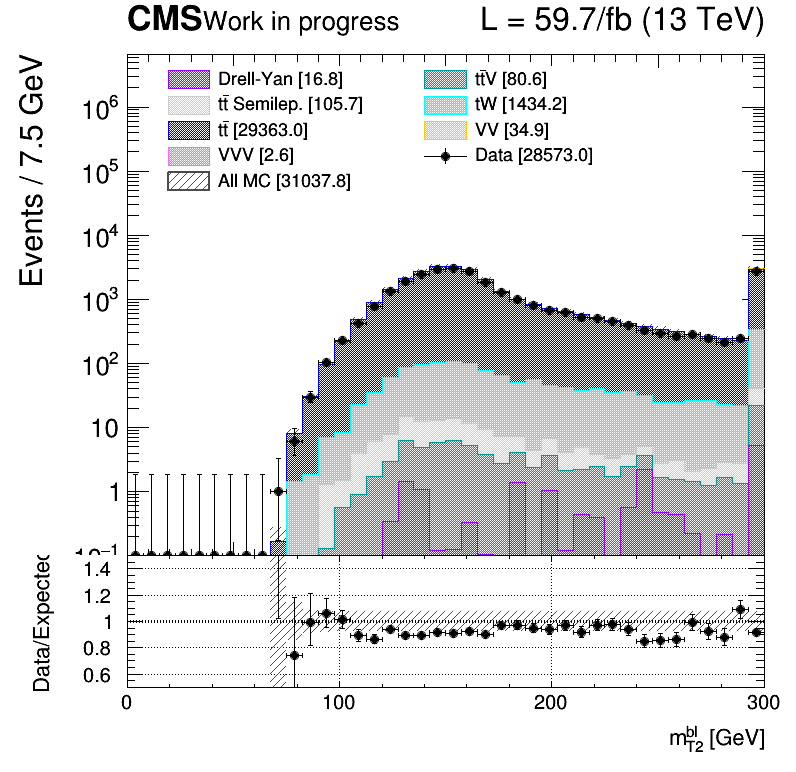 CMS Work in progress L = 59.7/fb (13 TeV)
Events / 7.5 GeV
Drell-Yan [16.8]
tt̄V [80.6]
tt̄ Semilep. [105.7]
tW [1434.2]
tt̄ [29363.0]
VV [34.9]
VVV [2.6]
Data [28573.0]
All MC [31037.8]
10⁶
10⁵
10⁴
10³
10²
10
1
10⁻¹
Data/Expected
1.4
1.2
1
0.8
0.6
0 100 200 300
m_{T2}^{bl} [GeV]